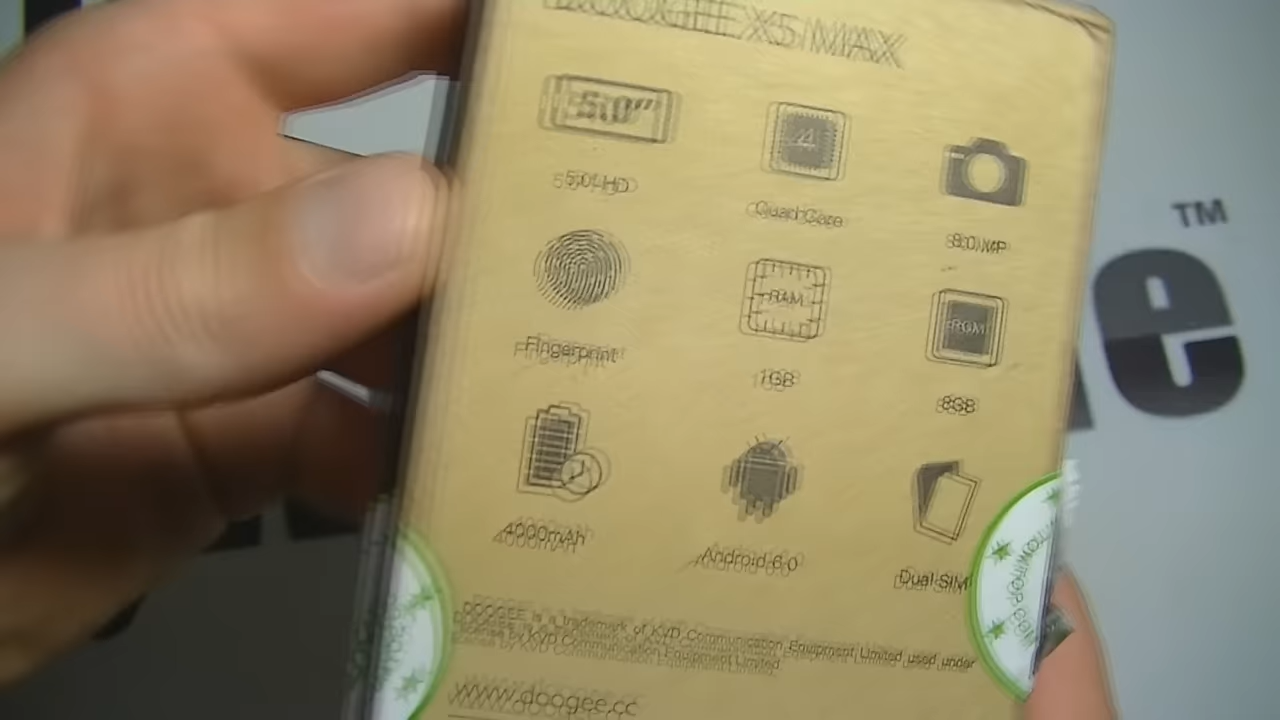 DOOGEE X5 MAX
5.0"
4
5.0' HD
Quad Core
8.0 MP
RAM
ROM
Fingerprint
1GB
8GB
4000mAh
Android 6.0
Dual SIM
DOOGEE is a trademark of KVD Communication Equipment Limited used under
license by KVD Communication Equipment Limited
www.doogee.cc
TM
e